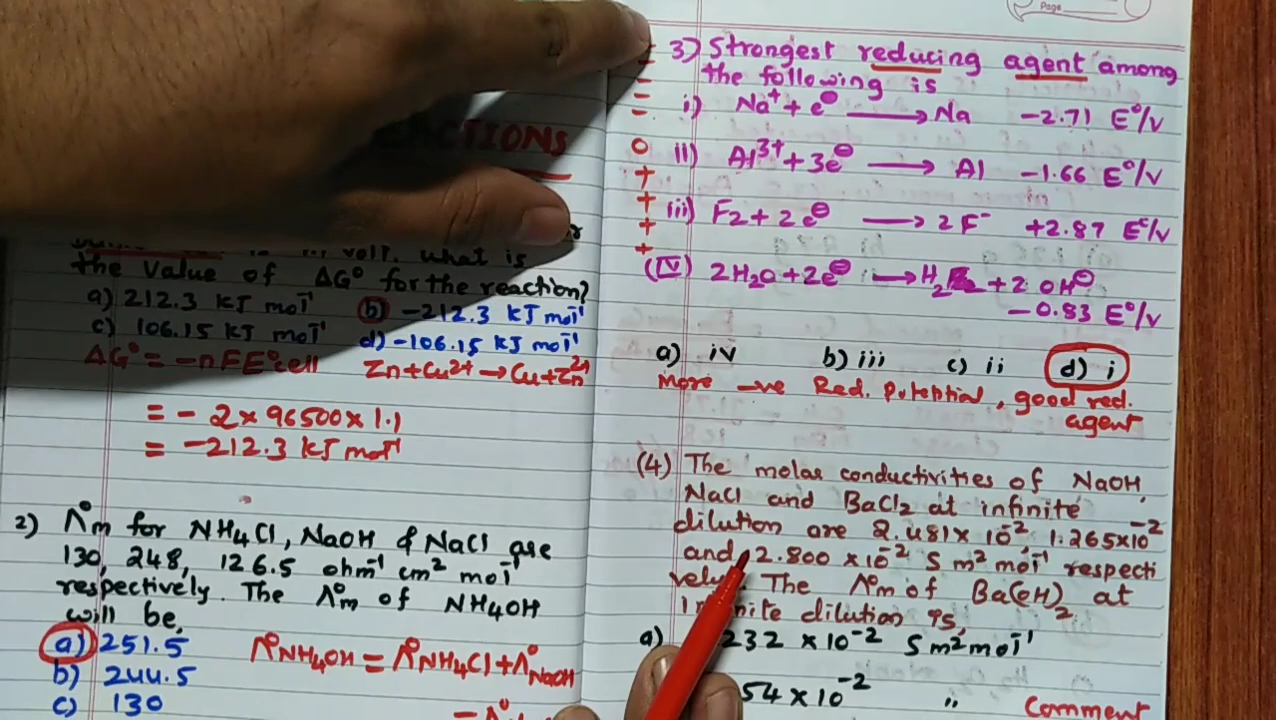 REACTIONS
volt. what is
the value of ΔG° for the reaction?
a) 212.3 kJ mol⁻¹ b) -212.3 kJ mol⁻¹
c) 106.15 kJ mol⁻¹ d) -106.15 kJ mol⁻¹
ΔG° = -nFE°cell Zn+Cu²⁺ → Cu+Zn²⁺
= - 2 × 96500 × 1.1
= -212.3 kJ mol⁻¹
2) Λ°m for NH4Cl, NaOH & NaCl are
130, 248, 126.5 ohm⁻¹ cm² mol⁻¹
respectively. The Λ°m of NH4OH
will be,
a) 251.5 Λ°NH4OH = Λ°NH4Cl + Λ°NaOH
b) 244.5
c) 130
Page
3) Strongest reducing agent among
the following is
i) Na⁺ + e⊖ → Na -2.71 E°/V
ii) Al³⁺ + 3e⊖ → Al -1.66 E°/V
iii) F2 + 2e⊖ → 2F⁻ +2.87 E°/V
(iv) 2H2O + 2e⊖ → H2 + 2 OH⊖
-0.83 E°/V
a) iv b) iii c) ii d) i
More -ve Red. Potential, good red.
agent
(4) The molar conductivities of NaOH,
NaCl and BaCl2 at infinite
dilution are 2.481×10⁻² 1.265×10⁻²
and 2.800 ×10⁻² S m² mol⁻¹ respecti
vely. The Λ°m of Ba(OH)2 at
infinite dilution is,
a) 232 ×10⁻² S m² mol⁻¹
54×10⁻² "
Comment